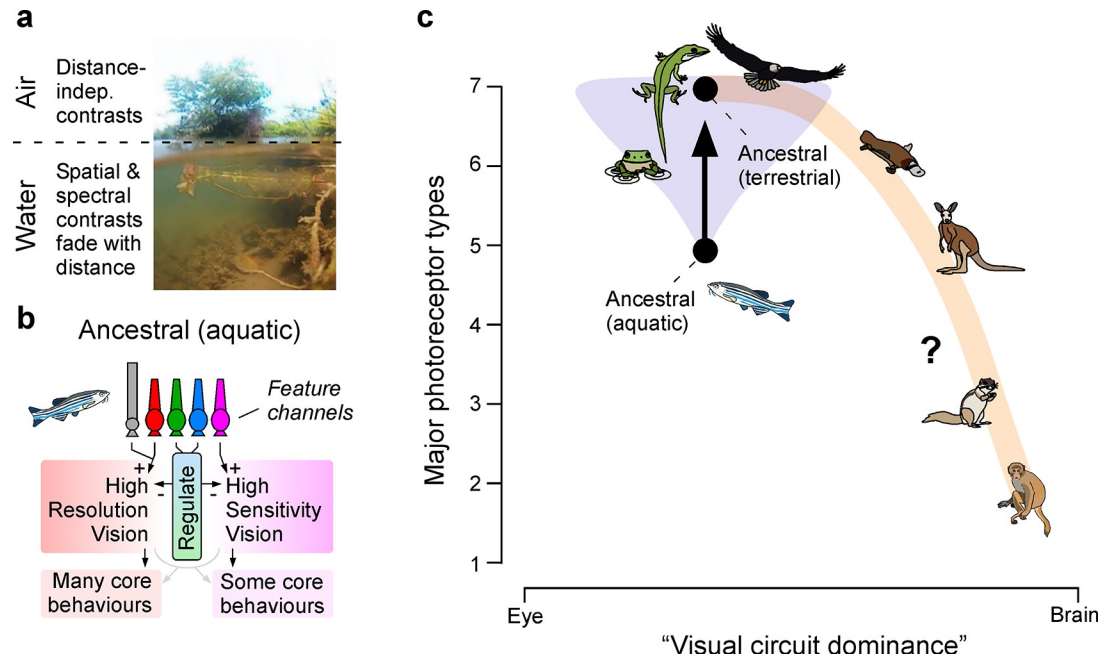 a
Air
Distance-
indep.
contrasts
Water
Spatial &
spectral
contrasts
fade with
distance
b
Ancestral (aquatic)
Feature
channels
+
High
Resolution
Vision
-
Regulate
+
High
-
Sensitivity
Vision
Many core
behaviours
Some core
behaviours
c
Major photoreceptor types
7
6
5
4
3
2
1
Ancestral
(terrestrial)
Ancestral
(aquatic)
?
Eye
Brain
“Visual circuit dominance”